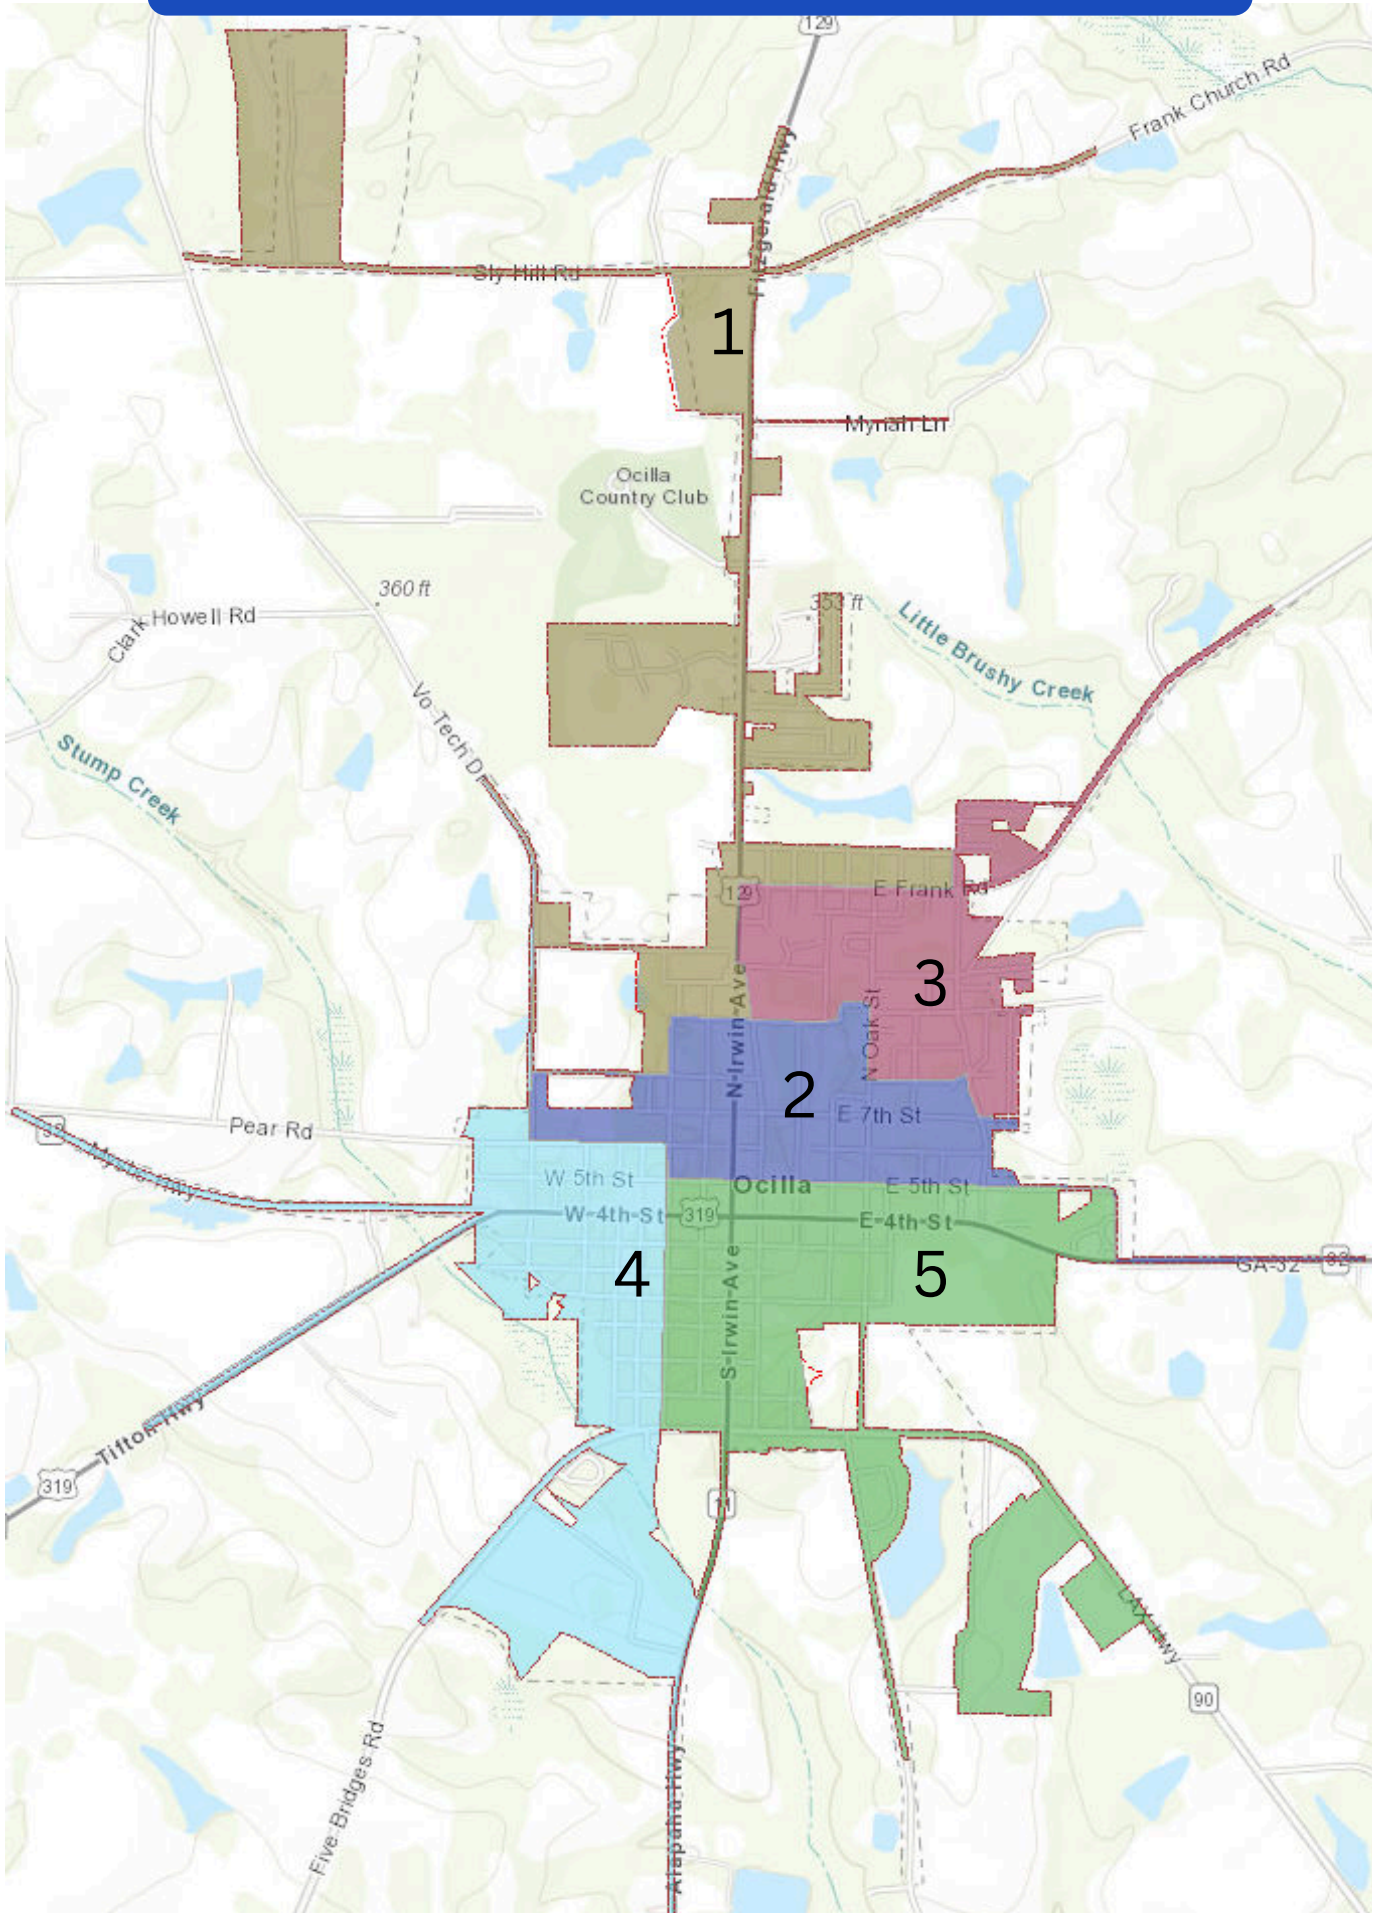 129
Frank Church Rd
Fitzgerald Hwy
Sly Hill Rd
1
Mynah Ln
Ocilla
Country Club
360 ft
353 ft
Howell Rd
Clark
Little Brushy Creek
Vo Tech Dr
Stump Creek
129
E Frank Rd
3
N Oak St
N-Irwin-Ave
2
E 7th St
32
Pear Rd
W 5th St
Ocilla
E 5th St
W-4th-St
319
E-4th-St
GA-32
32
4
5
S-Irwin-Ave
Tifton Hwy
319
LAX Hwy
90
Five Bridges Rd
Alapaha Hwy